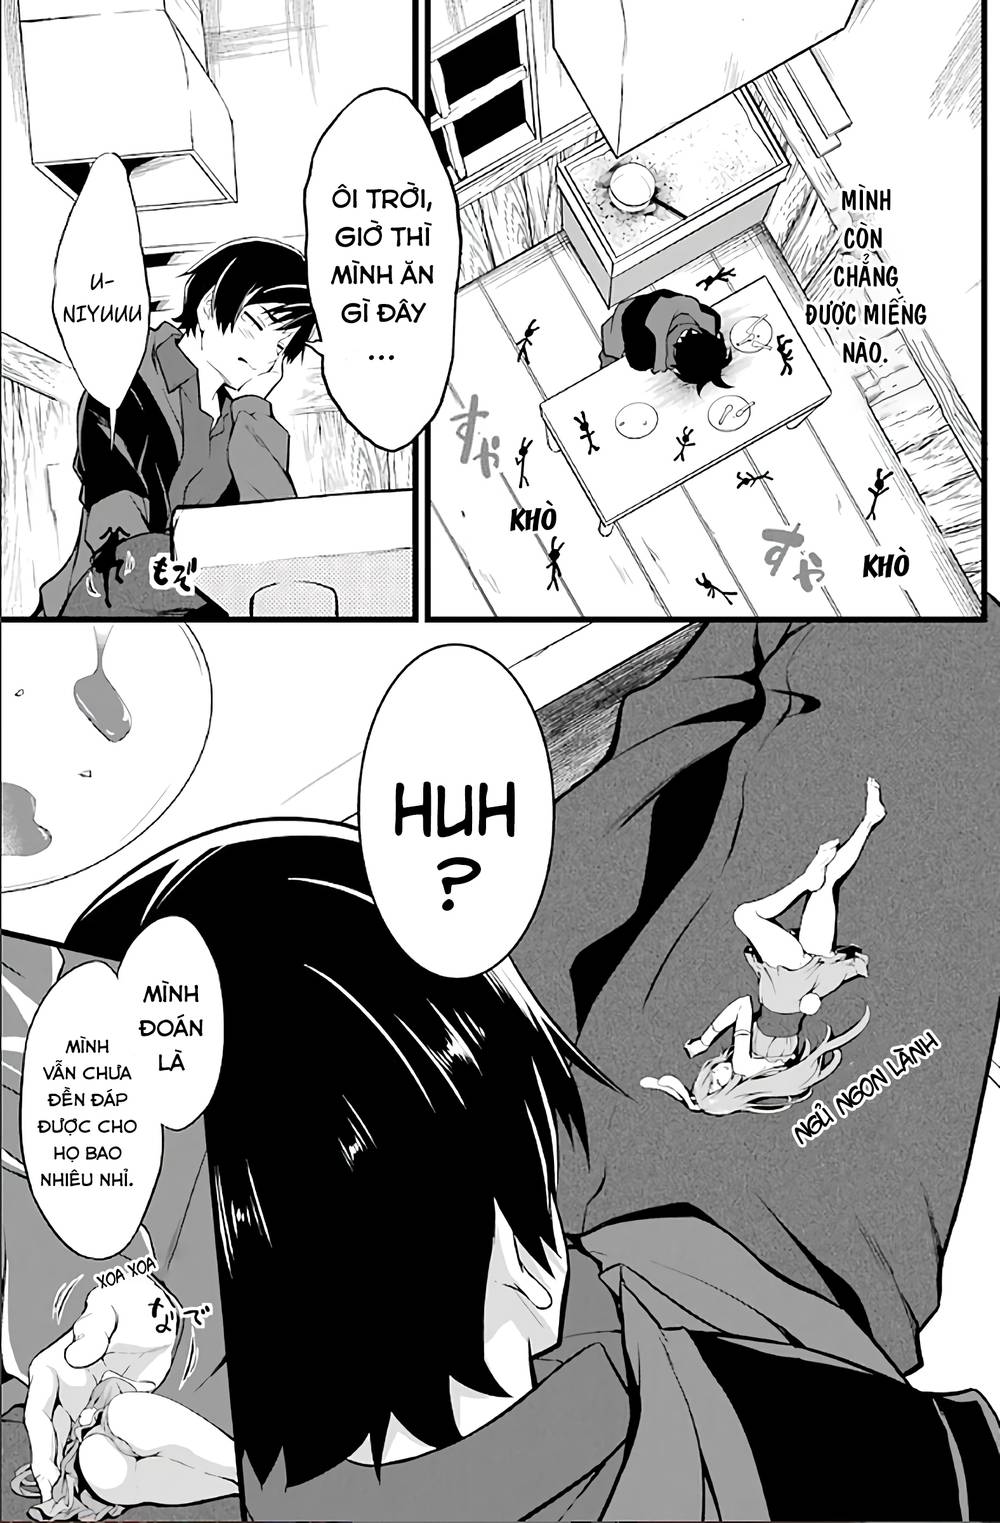 MÌNH
CÒN
CHẲNG
ĐƯỢC MIẾNG
NÀO.
すや
KHÒ
すや
KHÒ
ÔI TRỜI,
GIỜ THÌ
MÌNH ĂN
GÌ ĐÂY
...
U-
NIYUUU
もぞ
HUH
?
NGỦ NGON LÀNH
MÌNH
ĐOÁN
LÀ
MÌNH
VẪN CHƯA
ĐỀN ĐÁP
ĐƯỢC CHO
HỌ BAO
NHIÊU NHỈ.
XOA XOA
なで